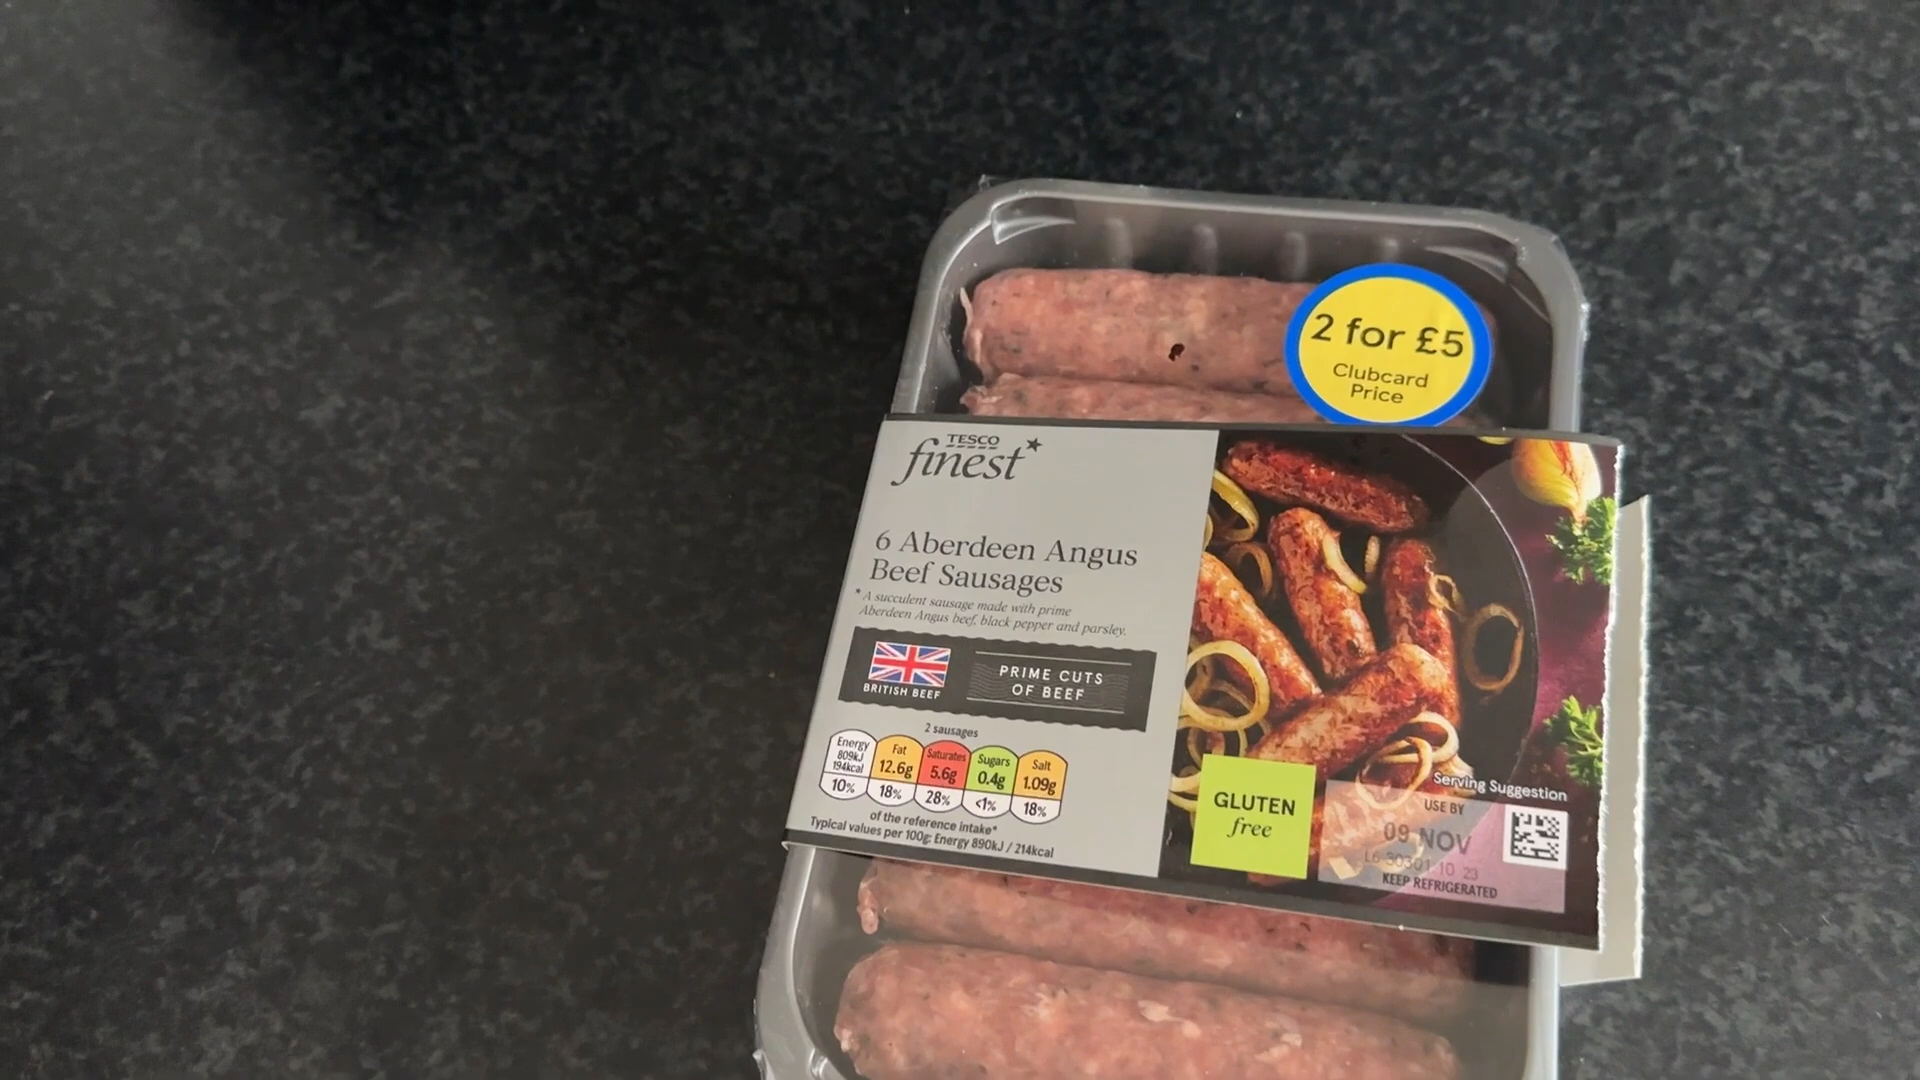 2 for £5
Clubcard
Price
TESCO
finest*
6 Aberdeen Angus
Beef Sausages
* A succulent sausage made with prime
Aberdeen Angus beef, black pepper and parsley.
BRITISH BEEF
PRIME CUTS
OF BEEF
2 sausages
Energy
809kJ
194kcal
10%
Fat
12.6g
18%
Saturates
5.6g
28%
Sugars
0.4g
<1%
Salt
1.09g
18%
of the reference intake*
Typical values per 100g: Energy 890kJ / 214kcal
GLUTEN
free
Serving Suggestion
USE BY
09 NOV
10 23
KEEP REFRIGERATED